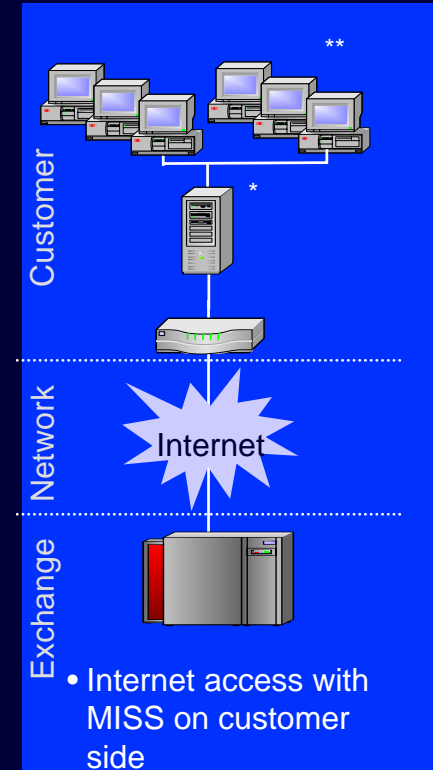 **
Customer
*
Network
Internet
Exchange
• Internet access with
MISS on customer
side